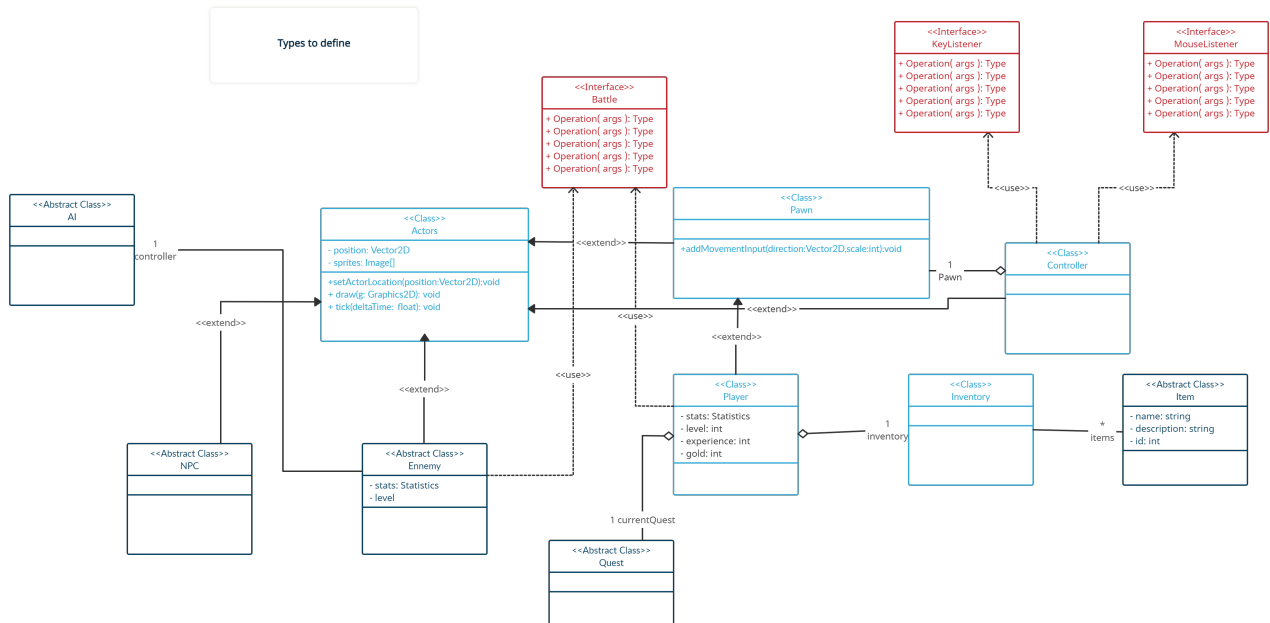 Types to define
<<Interface>>
KeyListener
+ Operation( args ): Type
+ Operation( args ): Type
+ Operation( args ): Type
+ Operation( args ): Type
+ Operation( args ): Type
<<Interface>>
MouseListener
+ Operation( args ): Type
+ Operation( args ): Type
+ Operation( args ): Type
+ Operation( args ): Type
+ Operation( args ): Type
<<Interface>>
Battle
+ Operation( args ): Type
+ Operation( args ): Type
+ Operation( args ): Type
+ Operation( args ): Type
+ Operation( args ): Type
<<use>>
<<use>>
<<Abstract Class>>
AI
1
controller
<<Class>>
Actors
- position: Vector2D
- sprites: Image[]
+setActorLocation(position:Vector2D):void
+ draw(g: Graphics2D): void
+ tick(deltaTime: float): void
<<extend>>
<<Class>>
Pawn
+addMovementInput(direction:Vector2D,scale:int):void
1
Pawn
<<Class>>
Controller
<<extend>>
<<use>>
<<extend>>
<<extend>>
<<use>>
<<extend>>
<<Class>>
Player
- stats: Statistics
- level: int
- experience: int
- gold: int
1
inventory
<<Class>>
Inventory
*
items
<<Abstract Class>>
Item
- name: string
- description: string
- id: int
<<Abstract Class>>
NPC
<<Abstract Class>>
Ennemy
- stats: Statistics
- level
1 currentQuest
<<Abstract Class>>
Quest